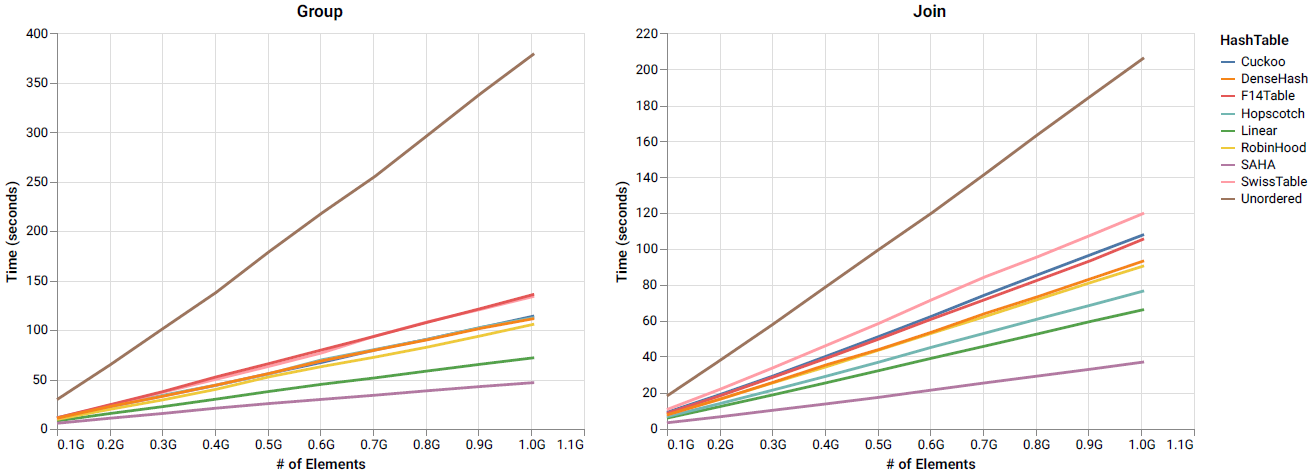 Group
400
350
300
250
200
150
100
50
0
Time (seconds)
0.1G 0.2G 0.3G 0.4G 0.5G 0.6G 0.7G 0.8G 0.9G 1.0G 1.1G
# of Elements
Join
220
200
180
160
140
120
100
80
60
40
20
0
Time (seconds)
0.1G 0.2G 0.3G 0.4G 0.5G 0.6G 0.7G 0.8G 0.9G 1.0G 1.1G
# of Elements
HashTable
Cuckoo
DenseHash
F14Table
Hopscotch
Linear
RobinHood
SAHA
SwissTable
Unordered